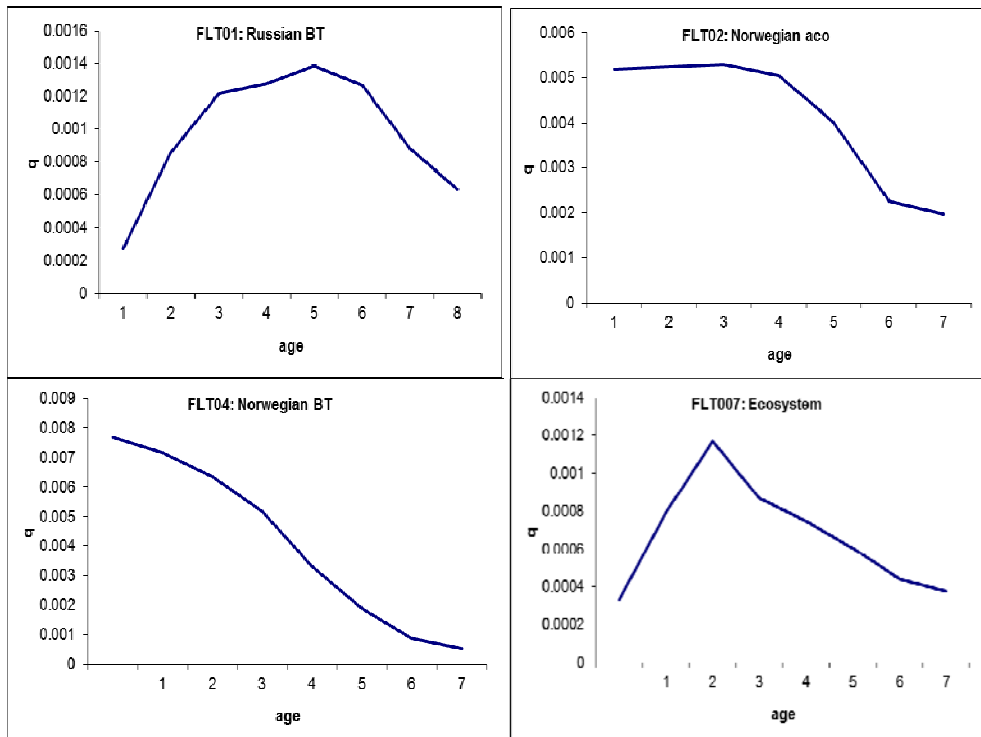 FLT01: Russian BT
0.0016
0.0014
0.0012
0.001
0.0008
0.0006
0.0004
0.0002
0
q
1 2 3 4 5 6 7 8
age
FLT02: Norwegian aco
0.006
0.005
0.004
0.003
0.002
0.001
0
q
1 2 3 4 5 6 7
age
FLT04: Norwegian BT
0.009
0.008
0.007
0.006
0.005
0.004
0.003
0.002
0.001
0
q
1 2 3 4 5 6 7
age
FLT007: Ecosystem
0.0014
0.0012
0.001
0.0008
0.0006
0.0004
0.0002
0
q
1 2 3 4 5 6 7
age